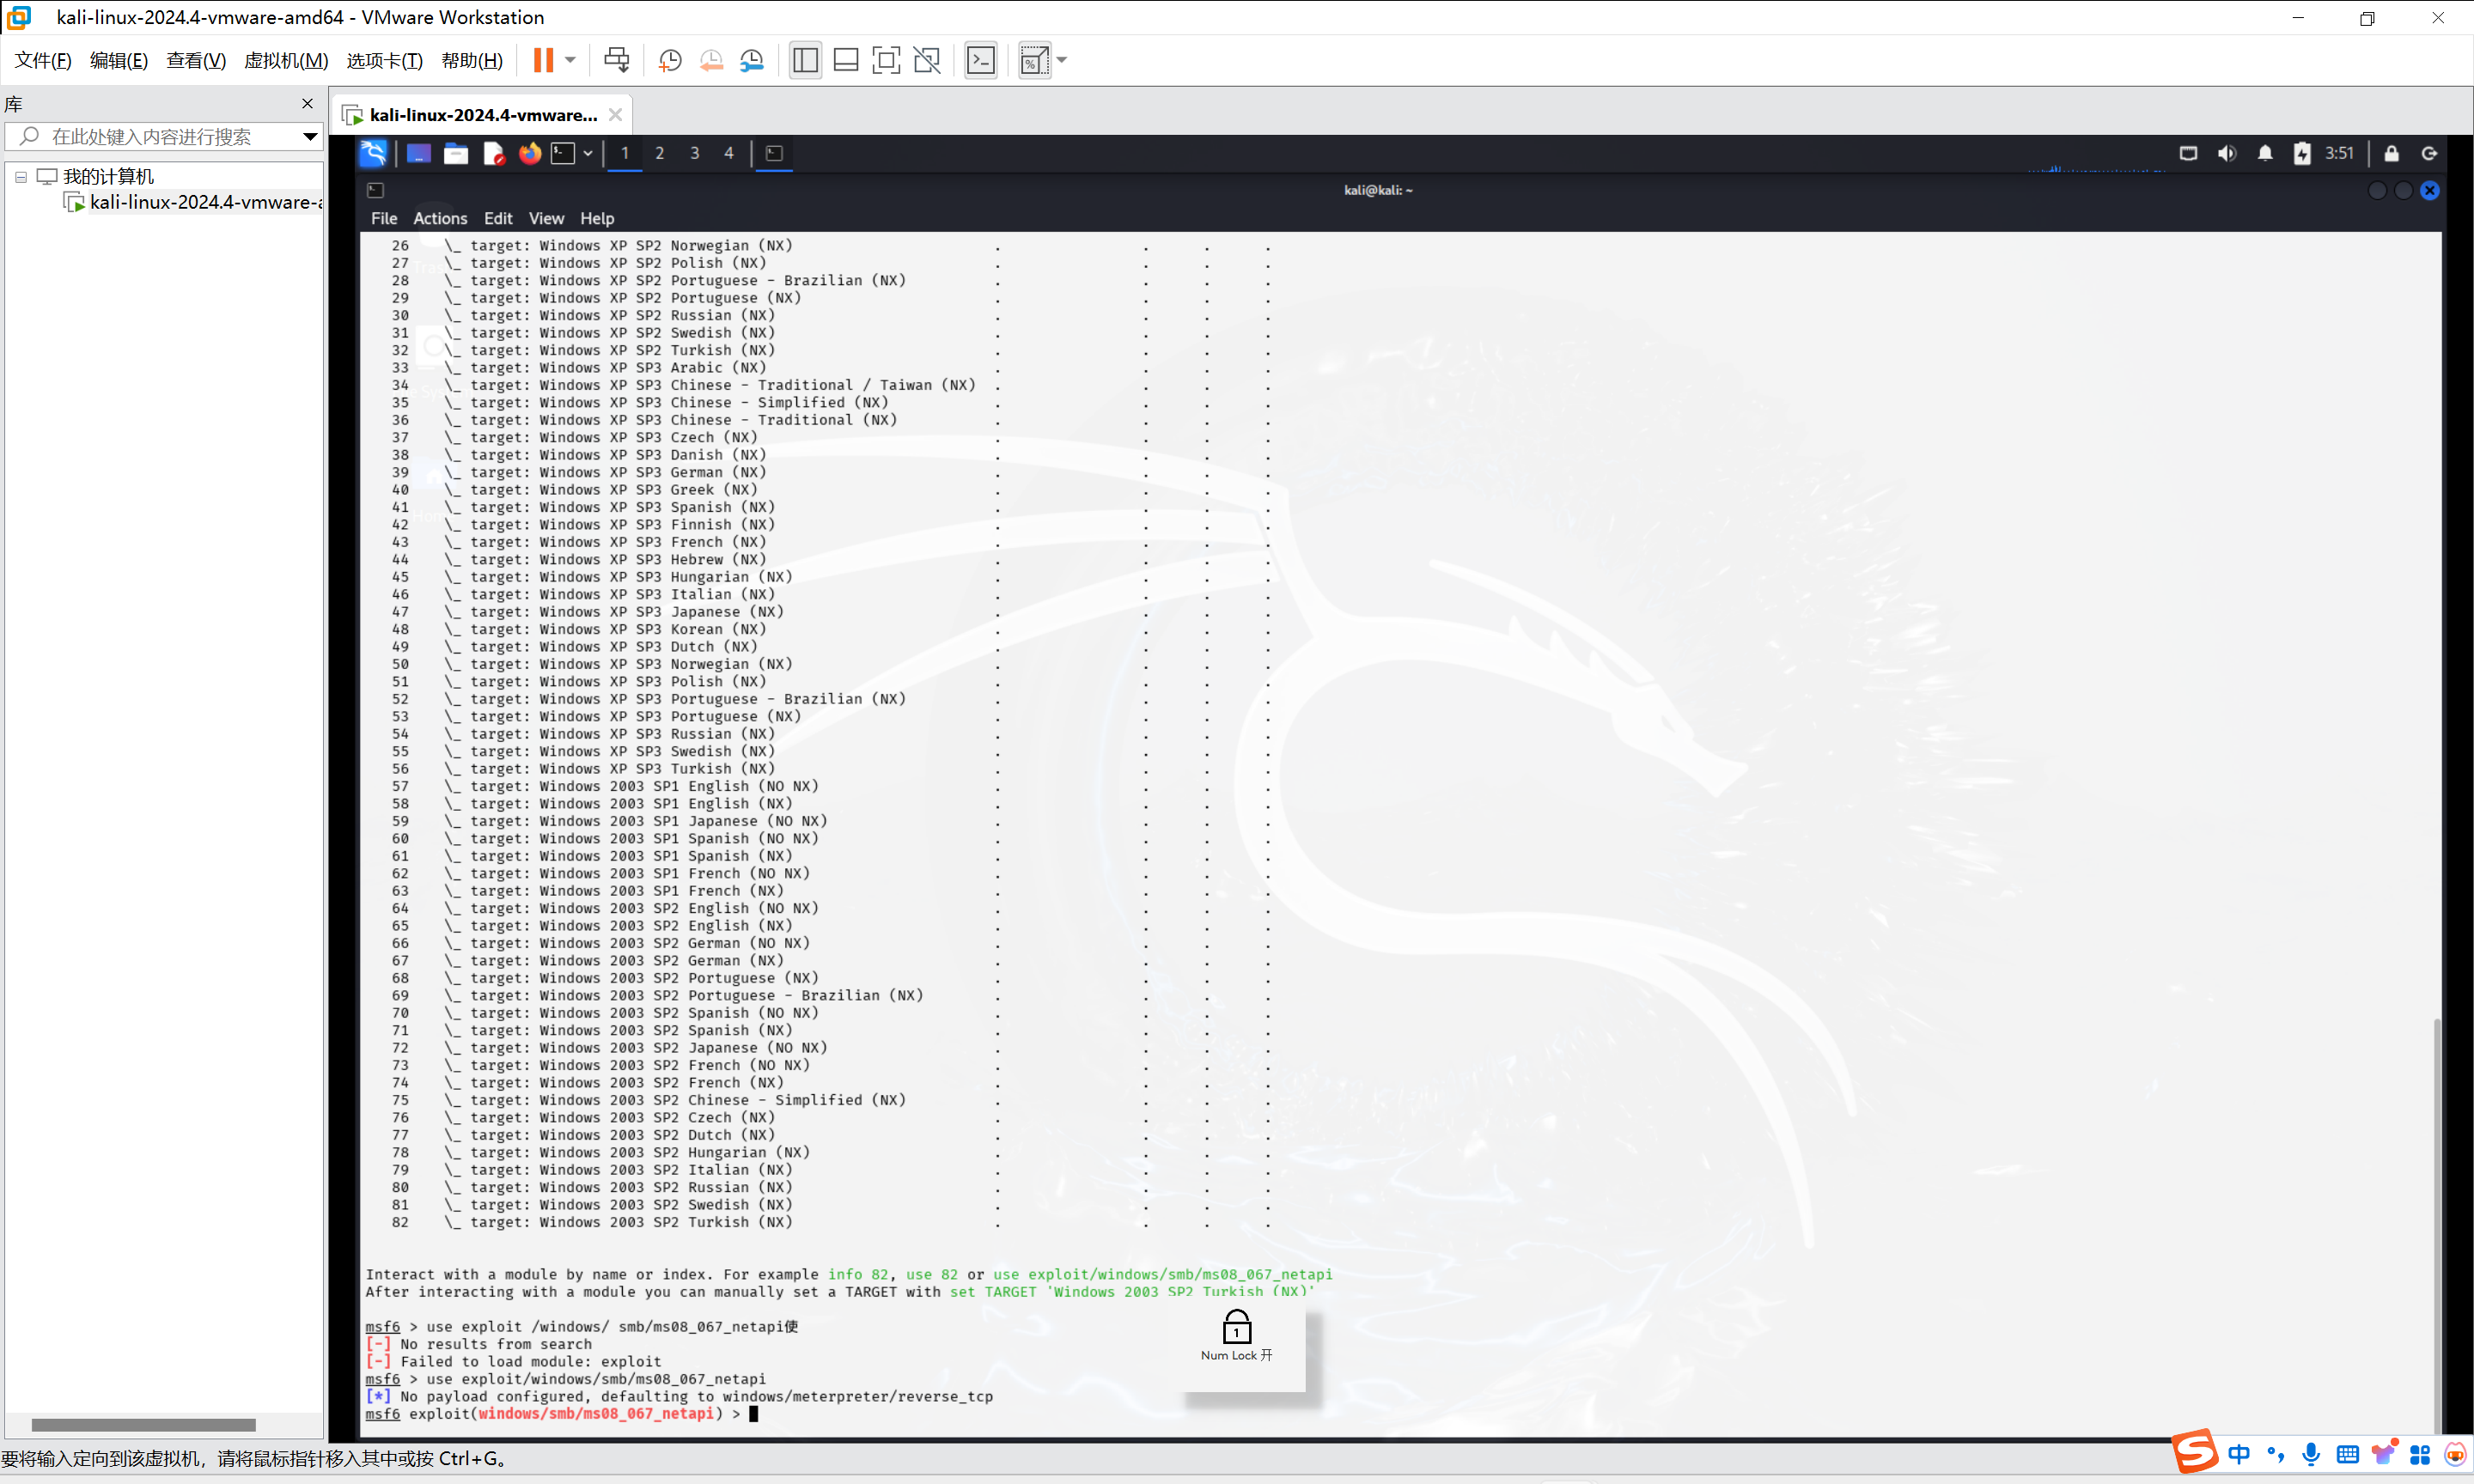 kali-linux-2024.4-vmware-amd64 - VMware Workstation
文件(F) 编辑(E) 查看(V) 虚拟机(M) 选项卡(T) 帮助(H)
库
在此处键入内容进行搜索
我的计算机
kali-linux-2024.4-vmware-a
kali-linux-2024.4-vmware...
1 2 3 4
3:51
kali@kali: ~
File Actions Edit View Help
26 \_ target: Windows XP SP2 Norwegian (NX) . . . .
27 \_ target: Windows XP SP2 Polish (NX) . . . .
28 \_ target: Windows XP SP2 Portuguese - Brazilian (NX) . . . .
29 \_ target: Windows XP SP2 Portuguese (NX) . . . .
30 \_ target: Windows XP SP2 Russian (NX) . . . .
31 \_ target: Windows XP SP2 Swedish (NX) . . . .
32 \_ target: Windows XP SP2 Turkish (NX) . . . .
33 \_ target: Windows XP SP3 Arabic (NX) . . . .
34 \_ target: Windows XP SP3 Chinese - Traditional / Taiwan (NX) . . . .
35 \_ target: Windows XP SP3 Chinese - Simplified (NX) . . . .
36 \_ target: Windows XP SP3 Chinese - Traditional (NX) . . . .
37 \_ target: Windows XP SP3 Czech (NX) . . . .
38 \_ target: Windows XP SP3 Danish (NX) . . . .
39 \_ target: Windows XP SP3 German (NX) . . . .
40 \_ target: Windows XP SP3 Greek (NX) . . . .
41 \_ target: Windows XP SP3 Spanish (NX) . . . .
42 \_ target: Windows XP SP3 Finnish (NX) . . . .
43 \_ target: Windows XP SP3 French (NX) . . . .
44 \_ target: Windows XP SP3 Hebrew (NX) . . . .
45 \_ target: Windows XP SP3 Hungarian (NX) . . . .
46 \_ target: Windows XP SP3 Italian (NX) . . . .
47 \_ target: Windows XP SP3 Japanese (NX) . . . .
48 \_ target: Windows XP SP3 Korean (NX) . . . .
49 \_ target: Windows XP SP3 Dutch (NX) . . . .
50 \_ target: Windows XP SP3 Norwegian (NX) . . . .
51 \_ target: Windows XP SP3 Polish (NX) . . . .
52 \_ target: Windows XP SP3 Portuguese - Brazilian (NX) . . . .
53 \_ target: Windows XP SP3 Portuguese (NX) . . . .
54 \_ target: Windows XP SP3 Russian (NX) . . . .
55 \_ target: Windows XP SP3 Swedish (NX) . . . .
56 \_ target: Windows XP SP3 Turkish (NX) . . . .
57 \_ target: Windows 2003 SP1 English (NO NX) . . . .
58 \_ target: Windows 2003 SP1 English (NX) . . . .
59 \_ target: Windows 2003 SP1 Japanese (NO NX) . . . .
60 \_ target: Windows 2003 SP1 Spanish (NO NX) . . . .
61 \_ target: Windows 2003 SP1 Spanish (NX) . . . .
62 \_ target: Windows 2003 SP1 French (NO NX) . . . .
63 \_ target: Windows 2003 SP1 French (NX) . . . .
64 \_ target: Windows 2003 SP2 English (NO NX) . . . .
65 \_ target: Windows 2003 SP2 English (NX) . . . .
66 \_ target: Windows 2003 SP2 German (NO NX) . . . .
67 \_ target: Windows 2003 SP2 German (NX) . . . .
68 \_ target: Windows 2003 SP2 Portuguese (NX) . . . .
69 \_ target: Windows 2003 SP2 Portuguese - Brazilian (NX) . . . .
70 \_ target: Windows 2003 SP2 Spanish (NO NX) . . . .
71 \_ target: Windows 2003 SP2 Spanish (NX) . . . .
72 \_ target: Windows 2003 SP2 Japanese (NO NX) . . . .
73 \_ target: Windows 2003 SP2 French (NO NX) . . . .
74 \_ target: Windows 2003 SP2 French (NX) . . . .
75 \_ target: Windows 2003 SP2 Chinese - Simplified (NX) . . . .
76 \_ target: Windows 2003 SP2 Czech (NX) . . . .
77 \_ target: Windows 2003 SP2 Dutch (NX) . . . .
78 \_ target: Windows 2003 SP2 Hungarian (NX) . . . .
79 \_ target: Windows 2003 SP2 Italian (NX) . . . .
80 \_ target: Windows 2003 SP2 Russian (NX) . . . .
81 \_ target: Windows 2003 SP2 Swedish (NX) . . . .
82 \_ target: Windows 2003 SP2 Turkish (NX) . . . .
Interact with a module by name or index. For example info 82, use 82 or use exploit/windows/smb/ms08_067_netapi
After interacting with a module you can manually set a TARGET with set TARGET 'Windows 2003 SP2 Turkish (NX)'
msf6 > use exploit /windows/ smb/ms08_067_netapi使
[-] No results from search
[-] Failed to load module: exploit
msf6 > use exploit/windows/smb/ms08_067_netapi
[*] No payload configured, defaulting to windows/meterpreter/reverse_tcp
msf6 exploit(windows/smb/ms08_067_netapi) >
1
Num Lock 开
要将输入定向到该虚拟机，请将鼠标指针移入其中或按 Ctrl+G。
中